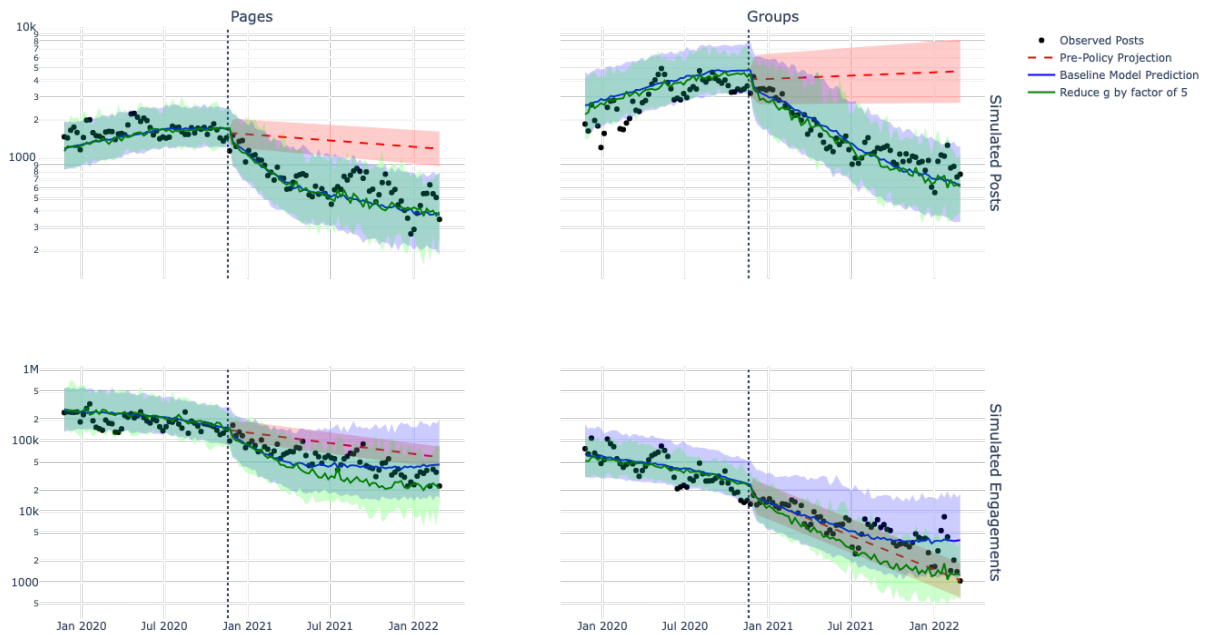 Pages
Groups
10k
9
8
7
6
5
4
3
2
1000
9
8
7
6
5
4
3
2
Simulated Posts
Observed Posts
Pre-Policy Projection
Baseline Model Prediction
Reduce g by factor of 5
1M
5
2
100k
5
2
10k
5
2
1000
5
Simulated Engagements
Jan 2020
Jul 2020
Jan 2021
Jul 2021
Jan 2022
Jan 2020
Jul 2020
Jan 2021
Jul 2021
Jan 2022